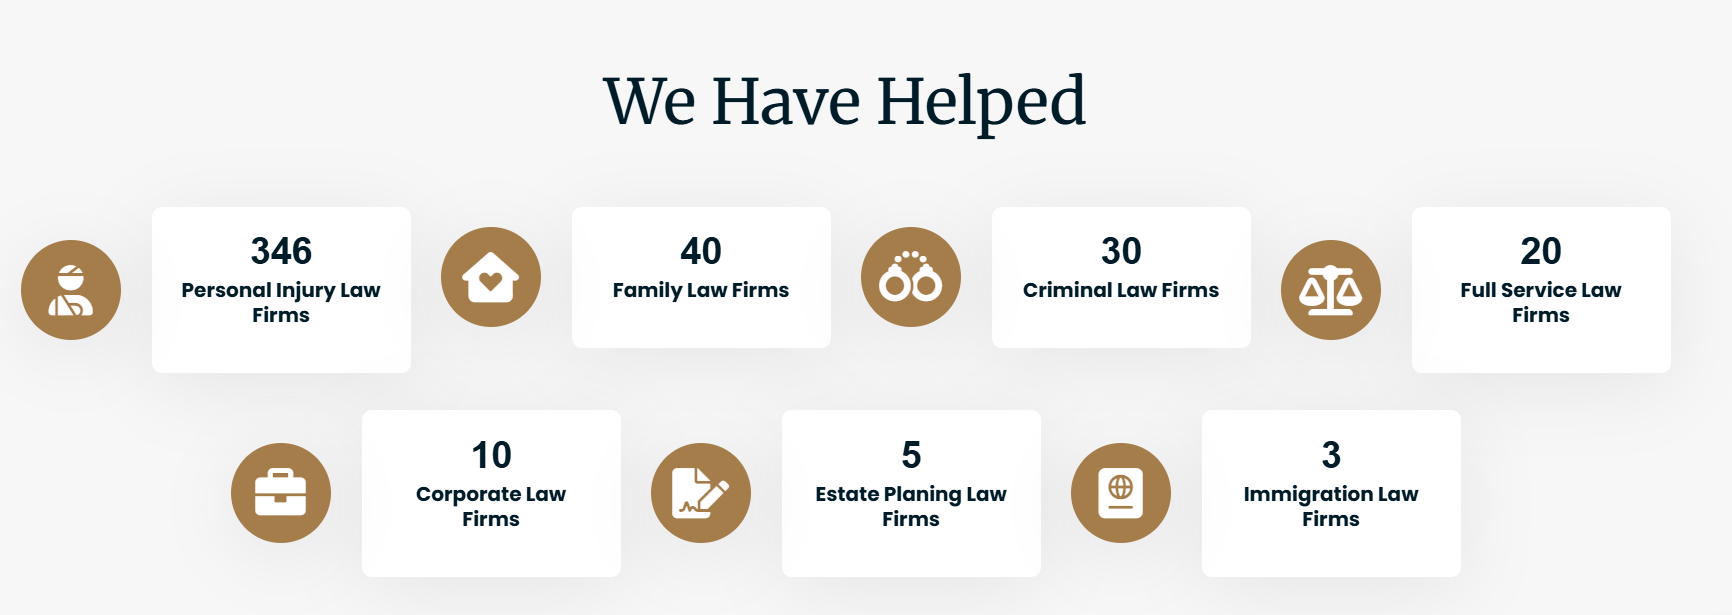 We Have Helped
346
Personal Injury Law
Firms
40
Family Law Firms
30
Criminal Law Firms
20
Full Service Law
Firms
10
Corporate Law
Firms
5
Estate Planing Law
Firms
3
Immigration Law
Firms